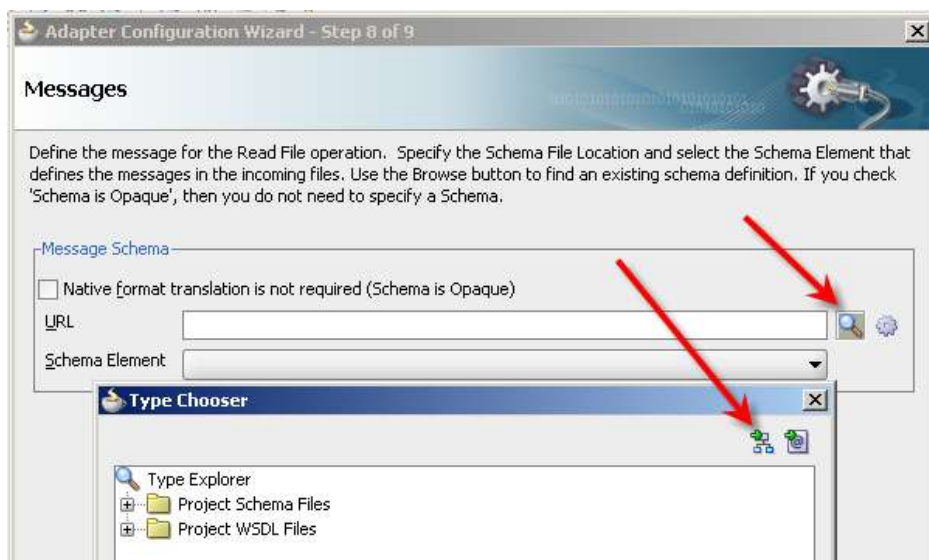 Adapter Configuration Wizard - Step 8 of 9
Messages
Define the message for the Read File operation.  Specify the Schema File Location and select the Schema Element that
defines the messages in the incoming files. Use the Browse button to find an existing schema definition. If you check
'Schema is Opaque', then you do not need to specify a Schema.
Message Schema
Native format translation is not required (Schema is Opaque)
URL
Schema Element
Type Chooser
Type Explorer
Project Schema Files
Project WSDL Files